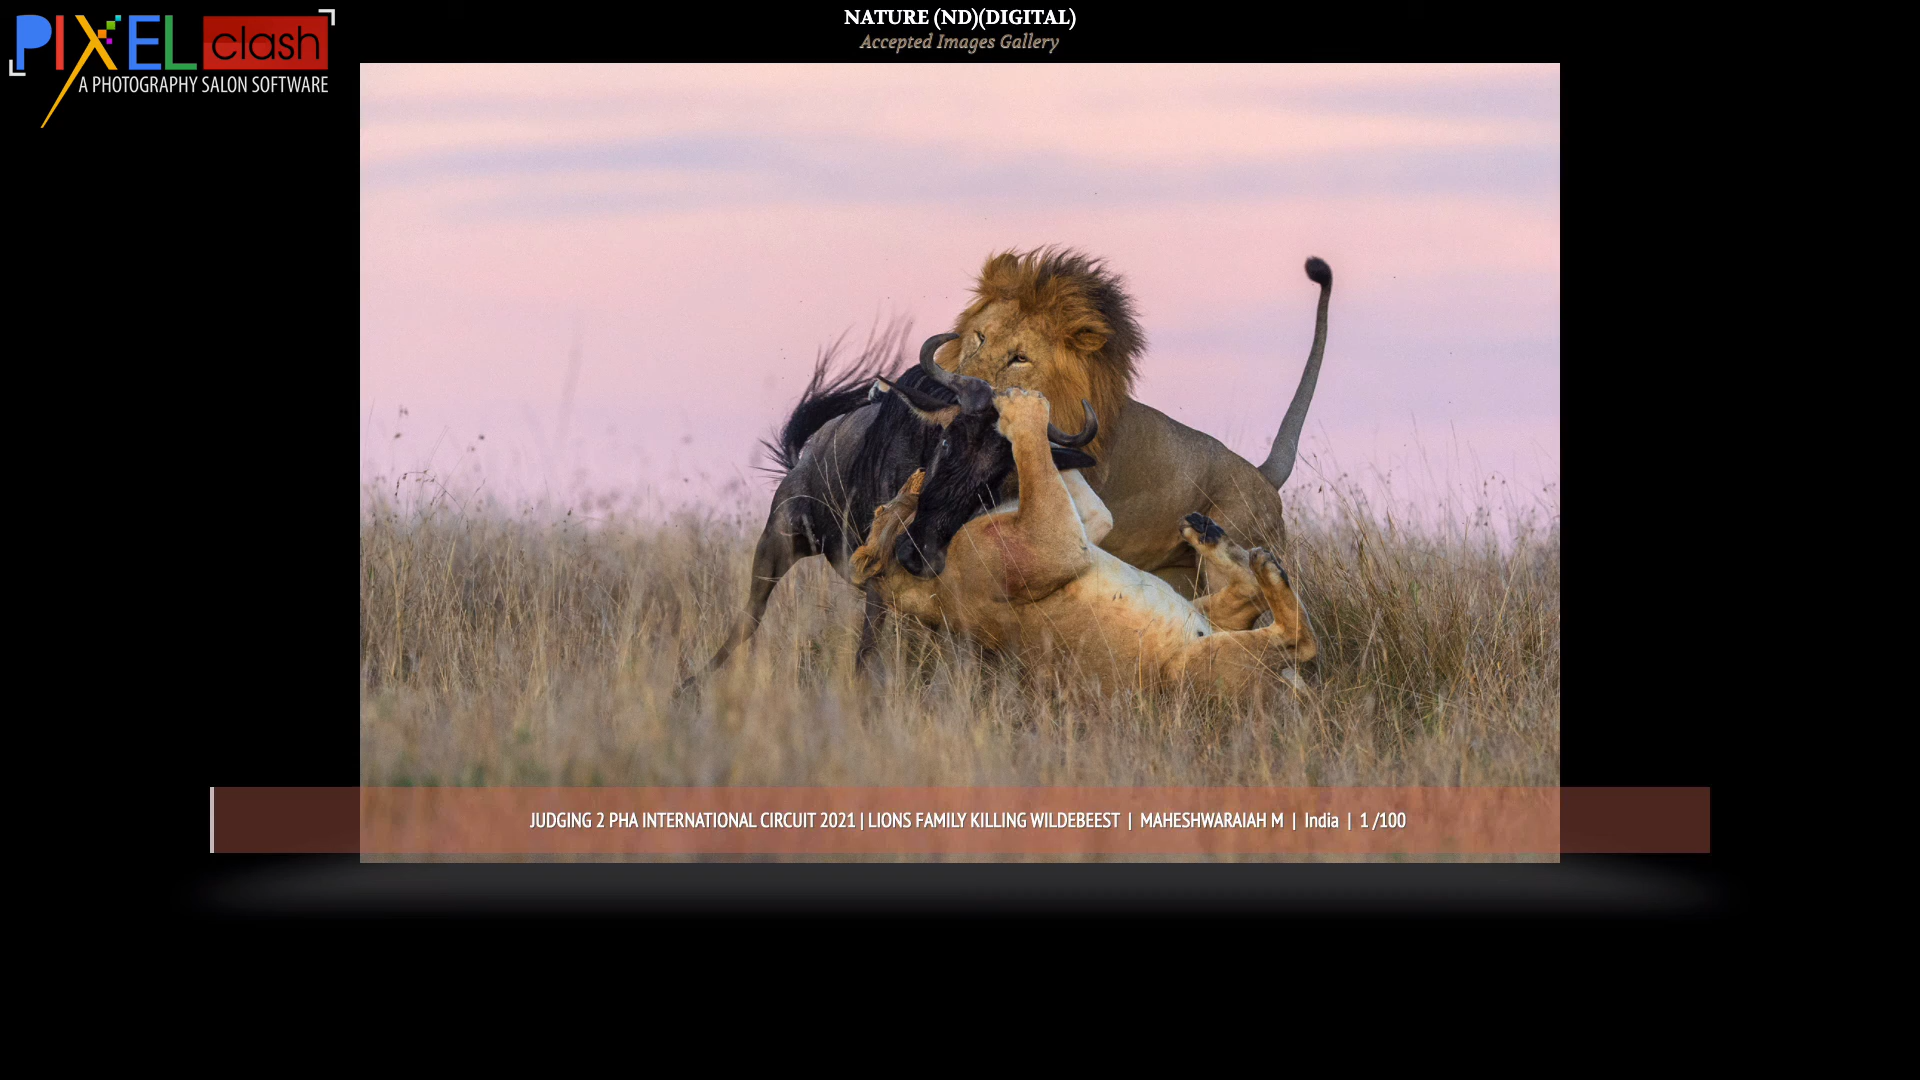 PIXEL clash
A PHOTOGRAPHY SALON SOFTWARE
NATURE (ND)(DIGITAL)
Accepted Images Gallery
JUDGING 2 PHA INTERNATIONAL CIRCUIT 2021 | LIONS FAMILY KILLING WILDEBEEST | MAHESHWARAIAH M | India | 1 /100